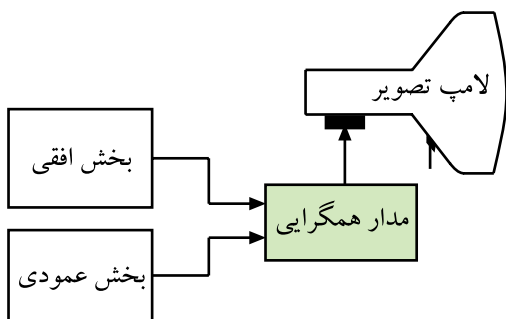 لامپ تصویر
بخش افقی
مدار همگرایی
بخش عمودی